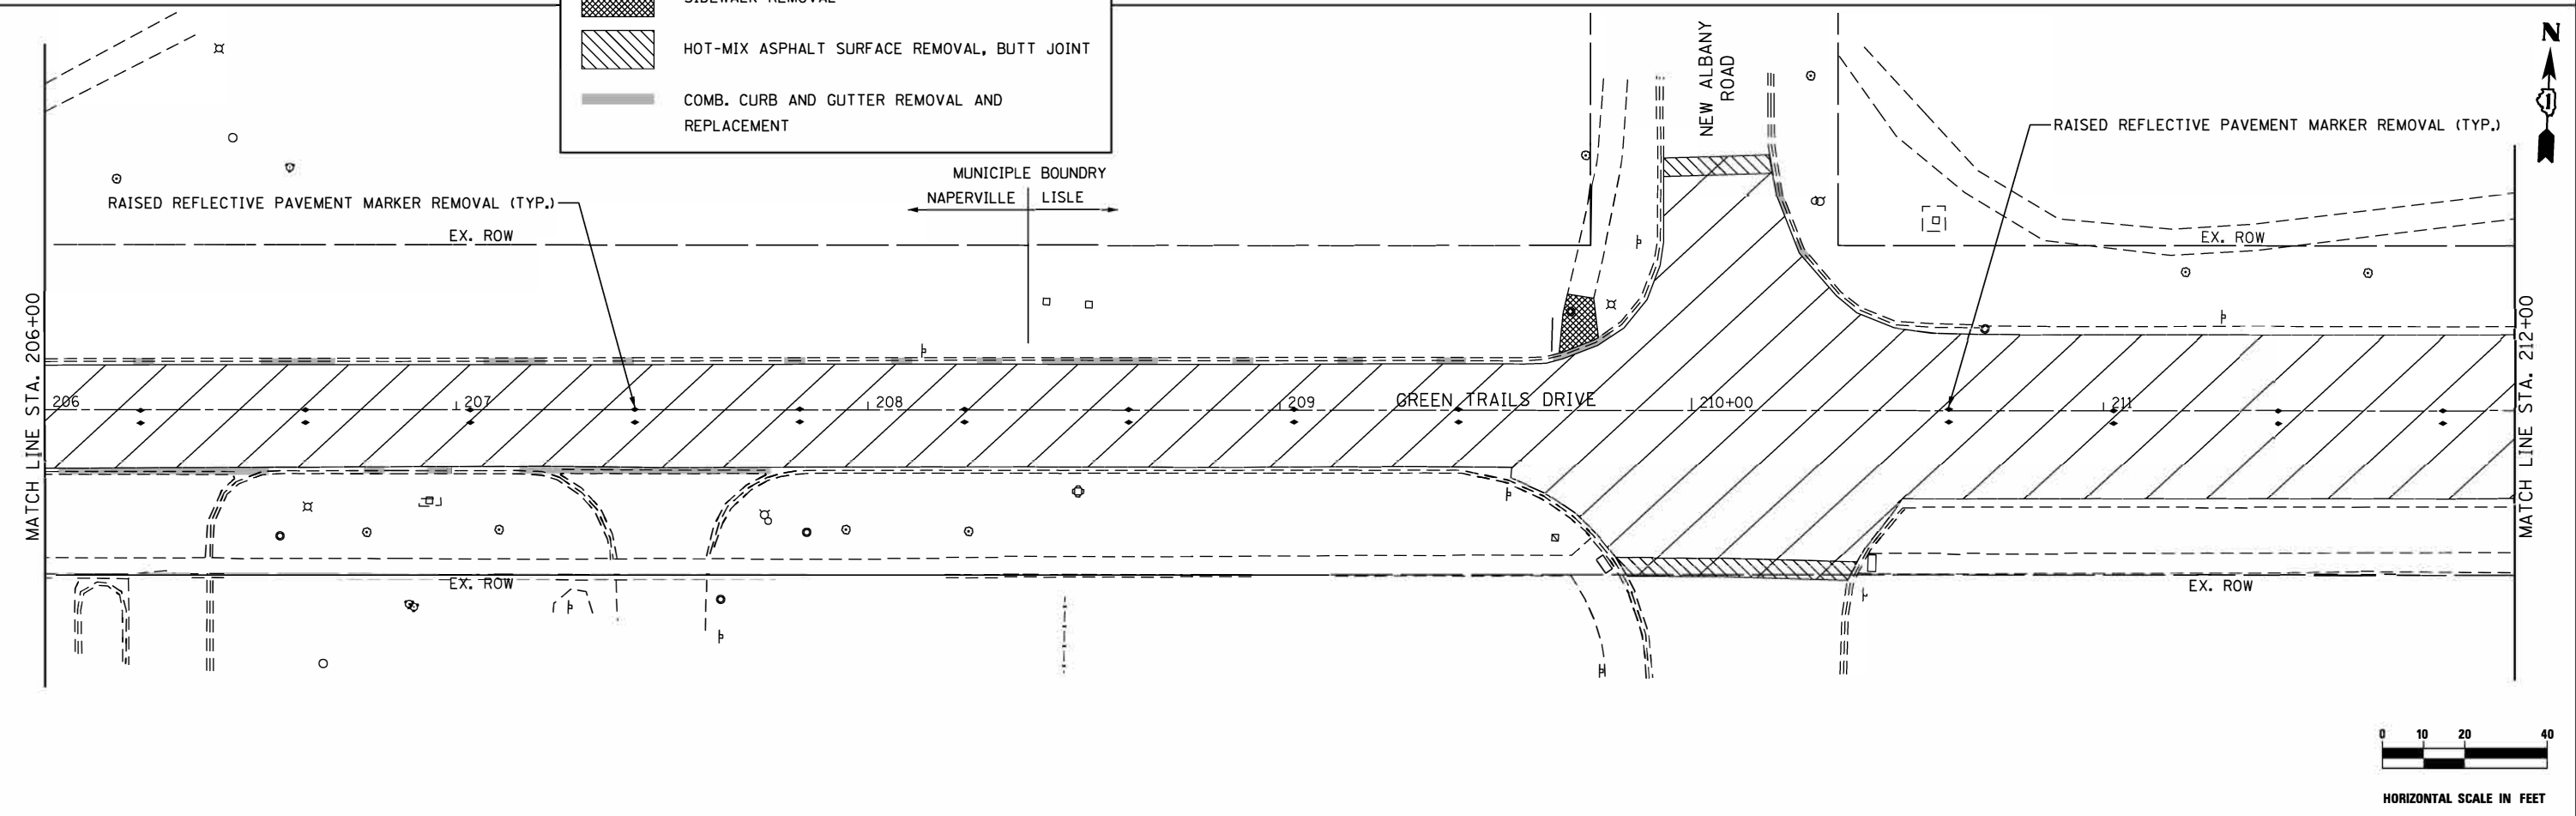 SIDEWALK REMOVAL
HOT-MIX ASPHALT SURFACE REMOVAL, BUTT JOINT
COMB. CURB AND GUTTER REMOVAL AND
REPLACEMENT
NEW ALBANY
ROAD
N
RAISED REFLECTIVE PAVEMENT MARKER REMOVAL (TYP.)
MUNICIPLE BOUNDRY
NAPERVILLE
LISLE
RAISED REFLECTIVE PAVEMENT MARKER REMOVAL (TYP.)
EX. ROW
EX. ROW
MATCH LINE STA. 206+00
MATCH LINE STA. 212+00
206
207
208
209
GREEN TRAILS DRIVE
210+00
211
EX. ROW
EX. ROW
0 10 20 40
HORIZONTAL SCALE IN FEET